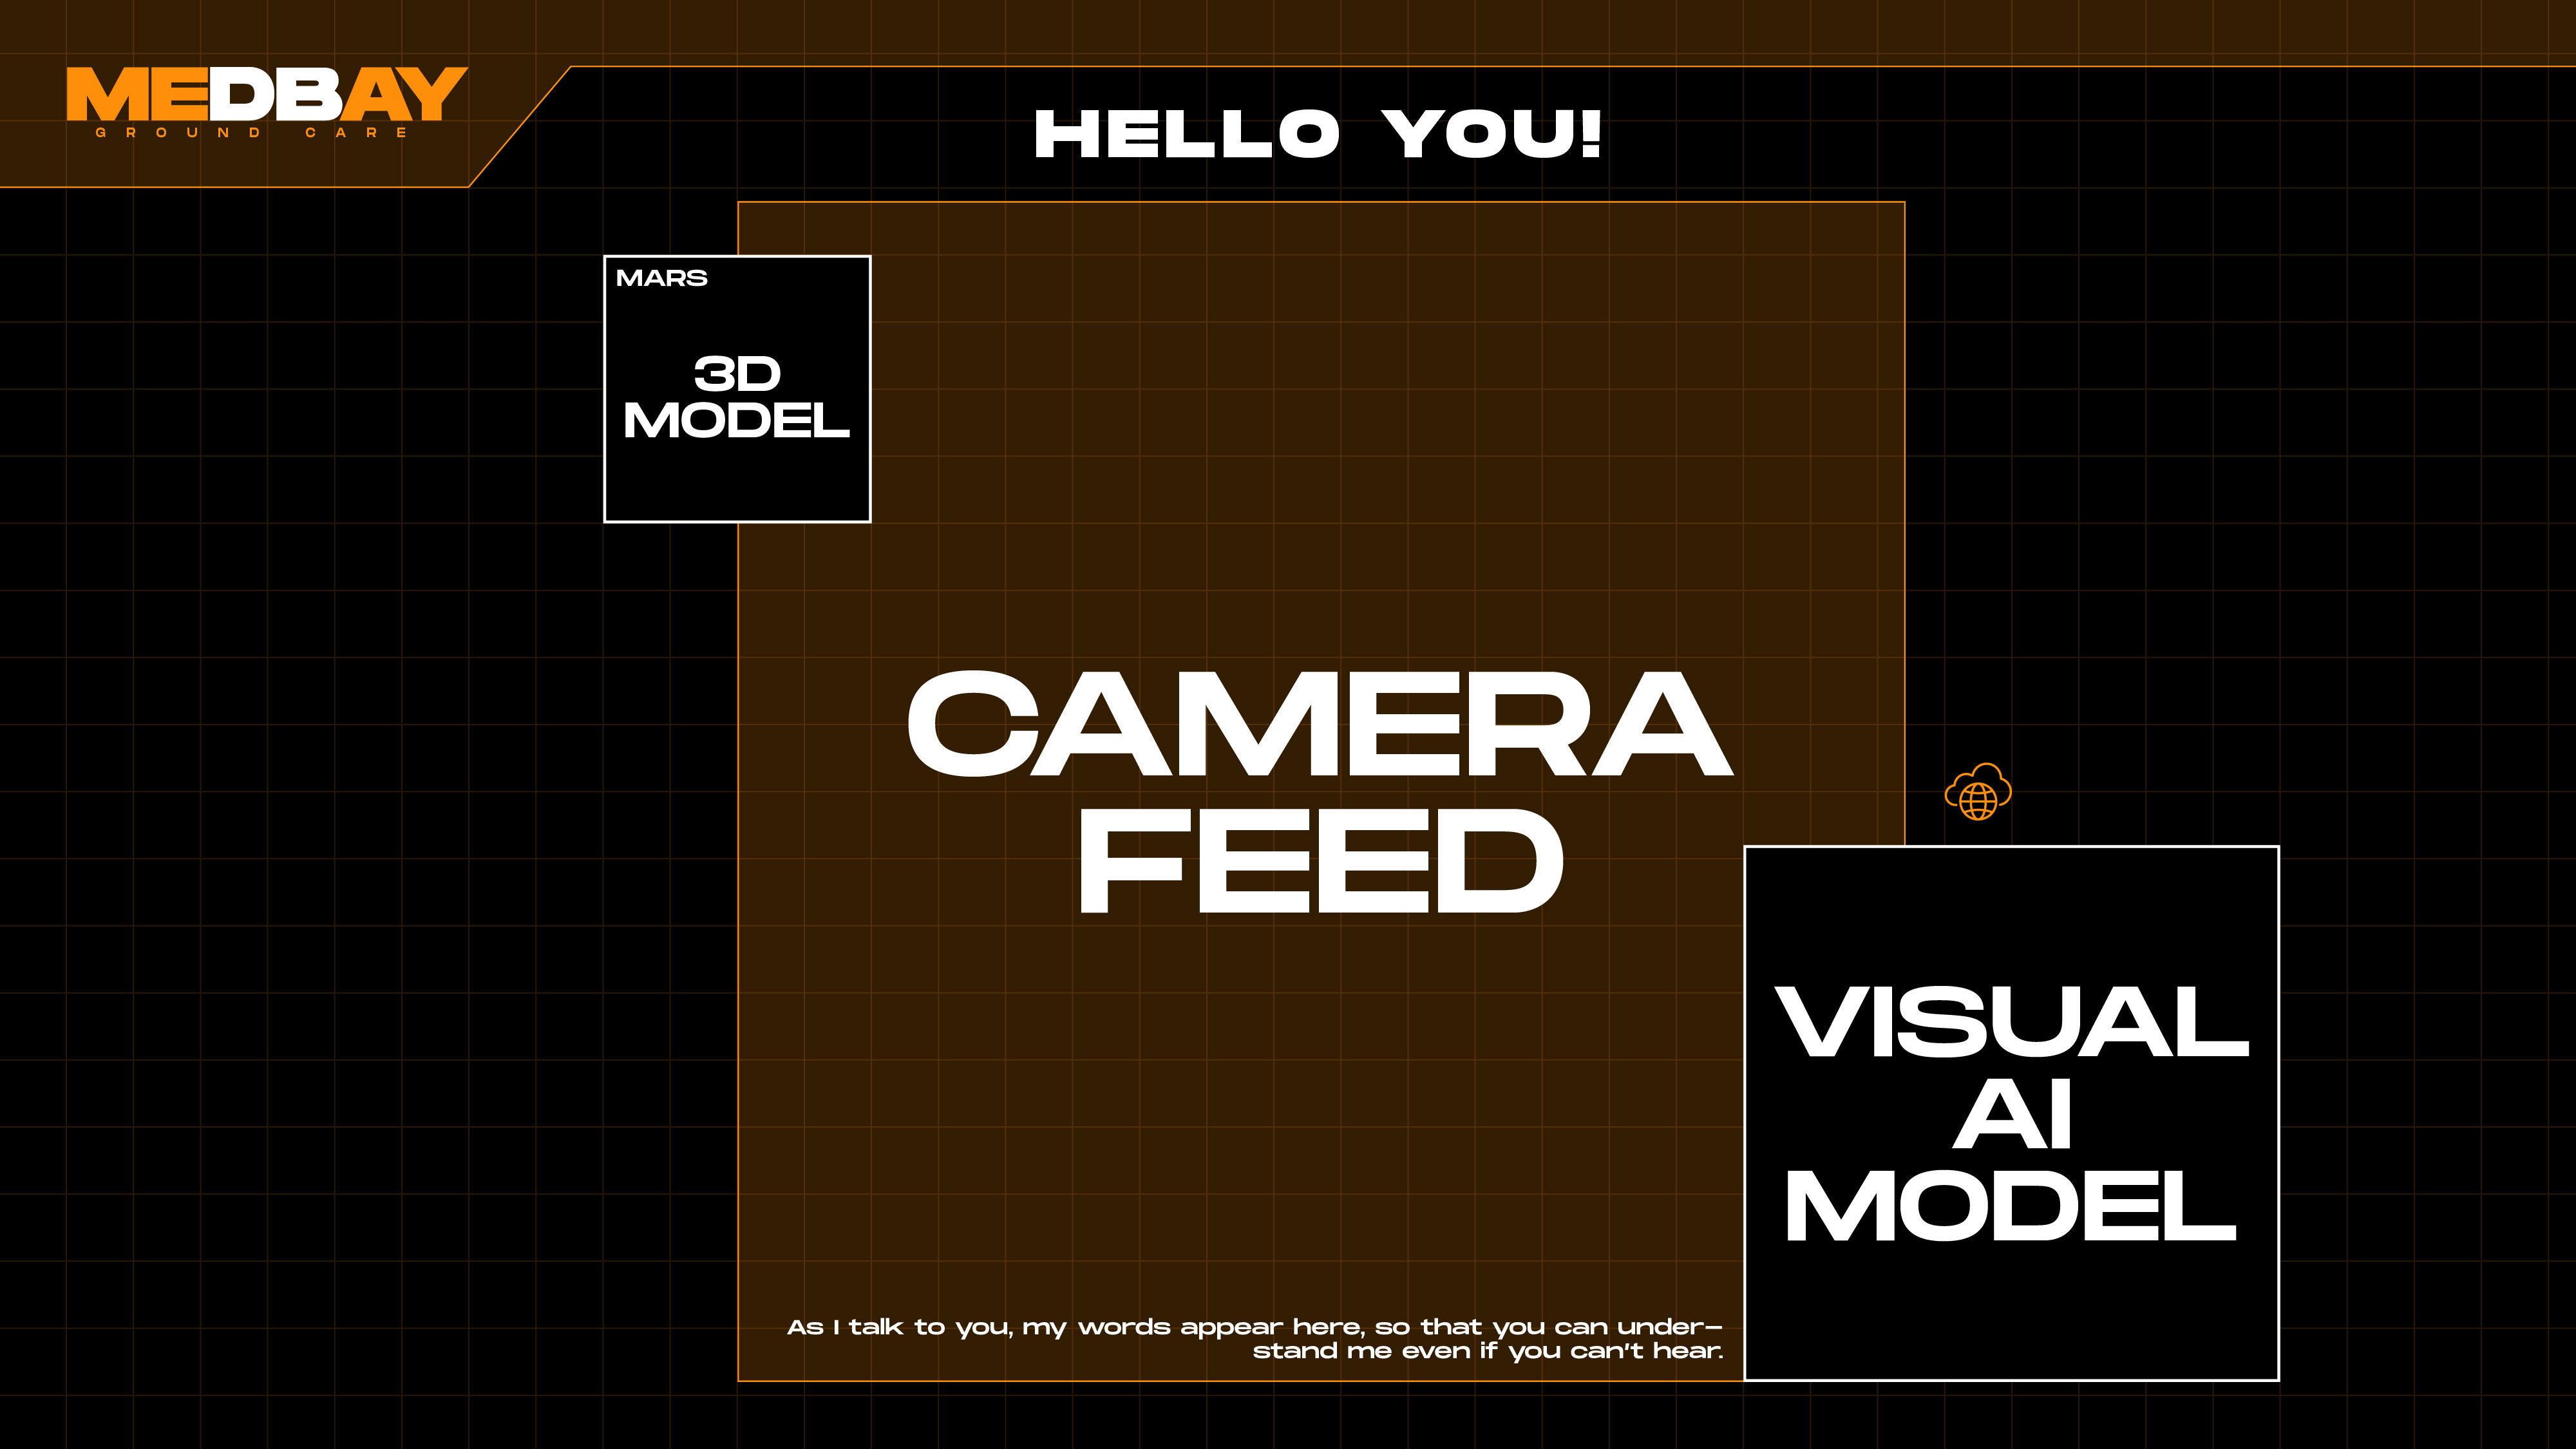 MEDBAY
GROUND CARE
HELLO YOU!
MARS
3D
MODEL
CAMERA
FEED
VISUAL
AI
MODEL
As I talk to you, my words appear here, so that you can under-
stand me even if you can't hear.